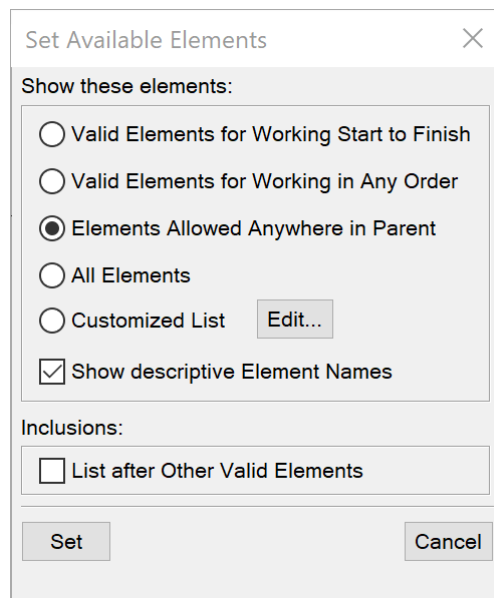 Set Available Elements
Show these elements:
Valid Elements for Working Start to Finish
Valid Elements for Working in Any Order
Elements Allowed Anywhere in Parent
All Elements
Customized List Edit...
Show descriptive Element Names
Inclusions:
List after Other Valid Elements
Set Cancel